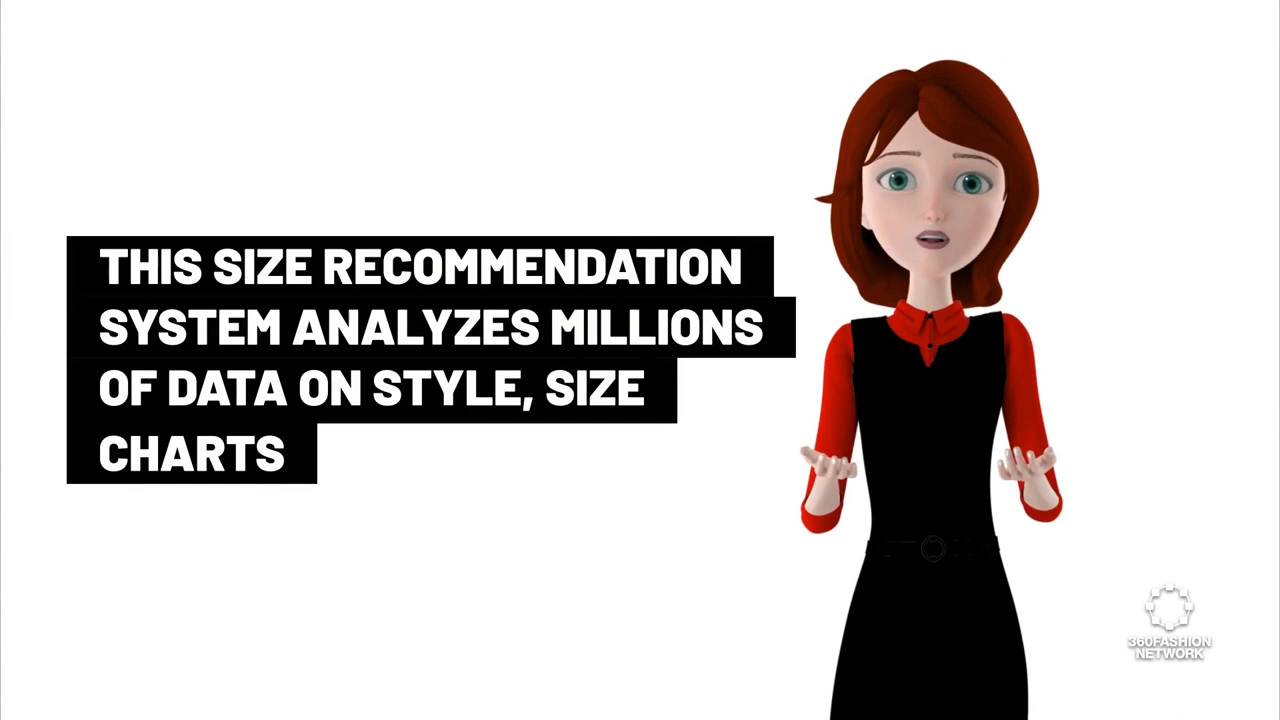 THIS SIZE RECOMMENDATION
SYSTEM ANALYZES MILLIONS
OF DATA ON STYLE, SIZE
CHARTS
360FASHION
NETWORK